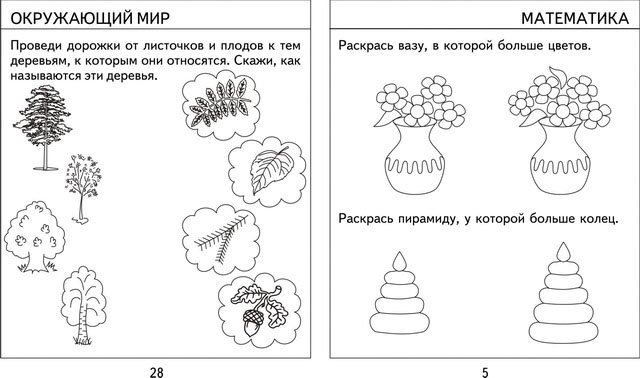 ОКРУЖАЮЩИЙ МИР
Проведи дорожки от листочков и плодов к тем
деревьям, к которым они относятся. Скажи, как
называются эти деревья.
28
МАТЕМАТИКА
Раскрась вазу, в которой больше цветов.
Раскрась пирамиду, у которой больше колец.
5